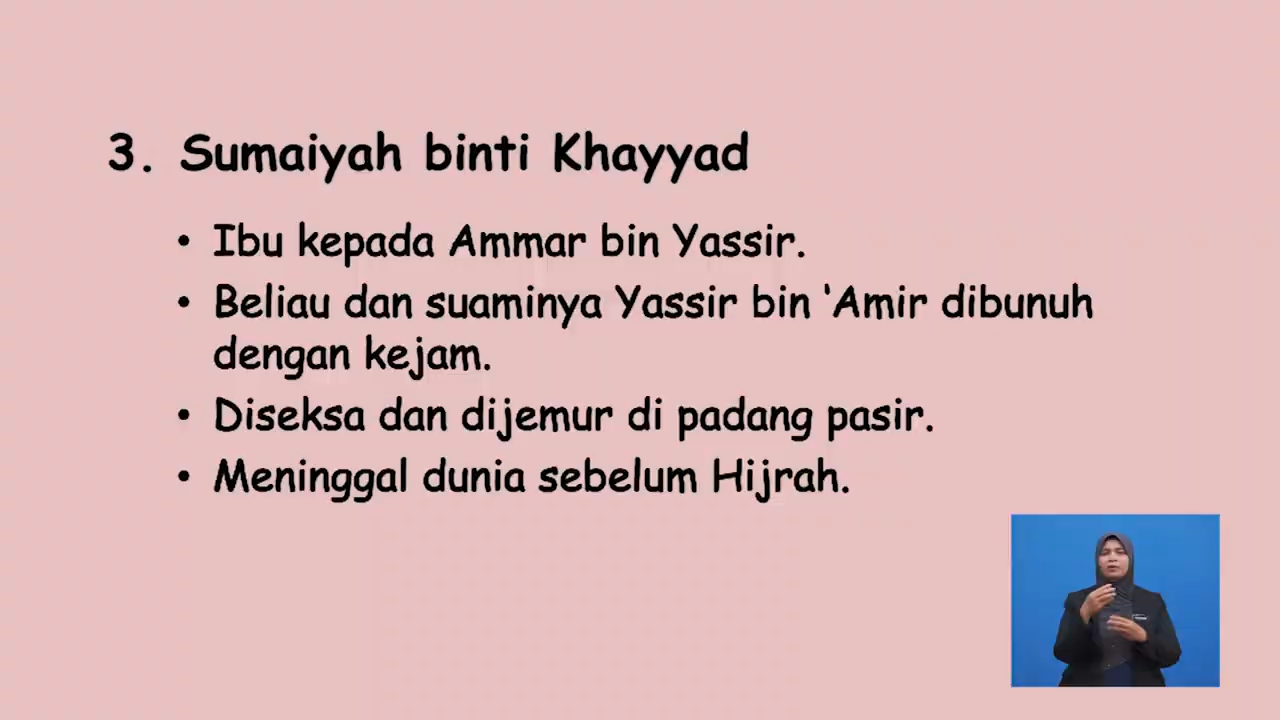 3. Sumaiyah binti Khayyad
• Ibu kepada Ammar bin Yassir.
• Beliau dan suaminya Yassir bin ‘Amir dibunuh
dengan kejam.
• Diseksa dan dijemur di padang pasir.
• Meninggal dunia sebelum Hijrah.